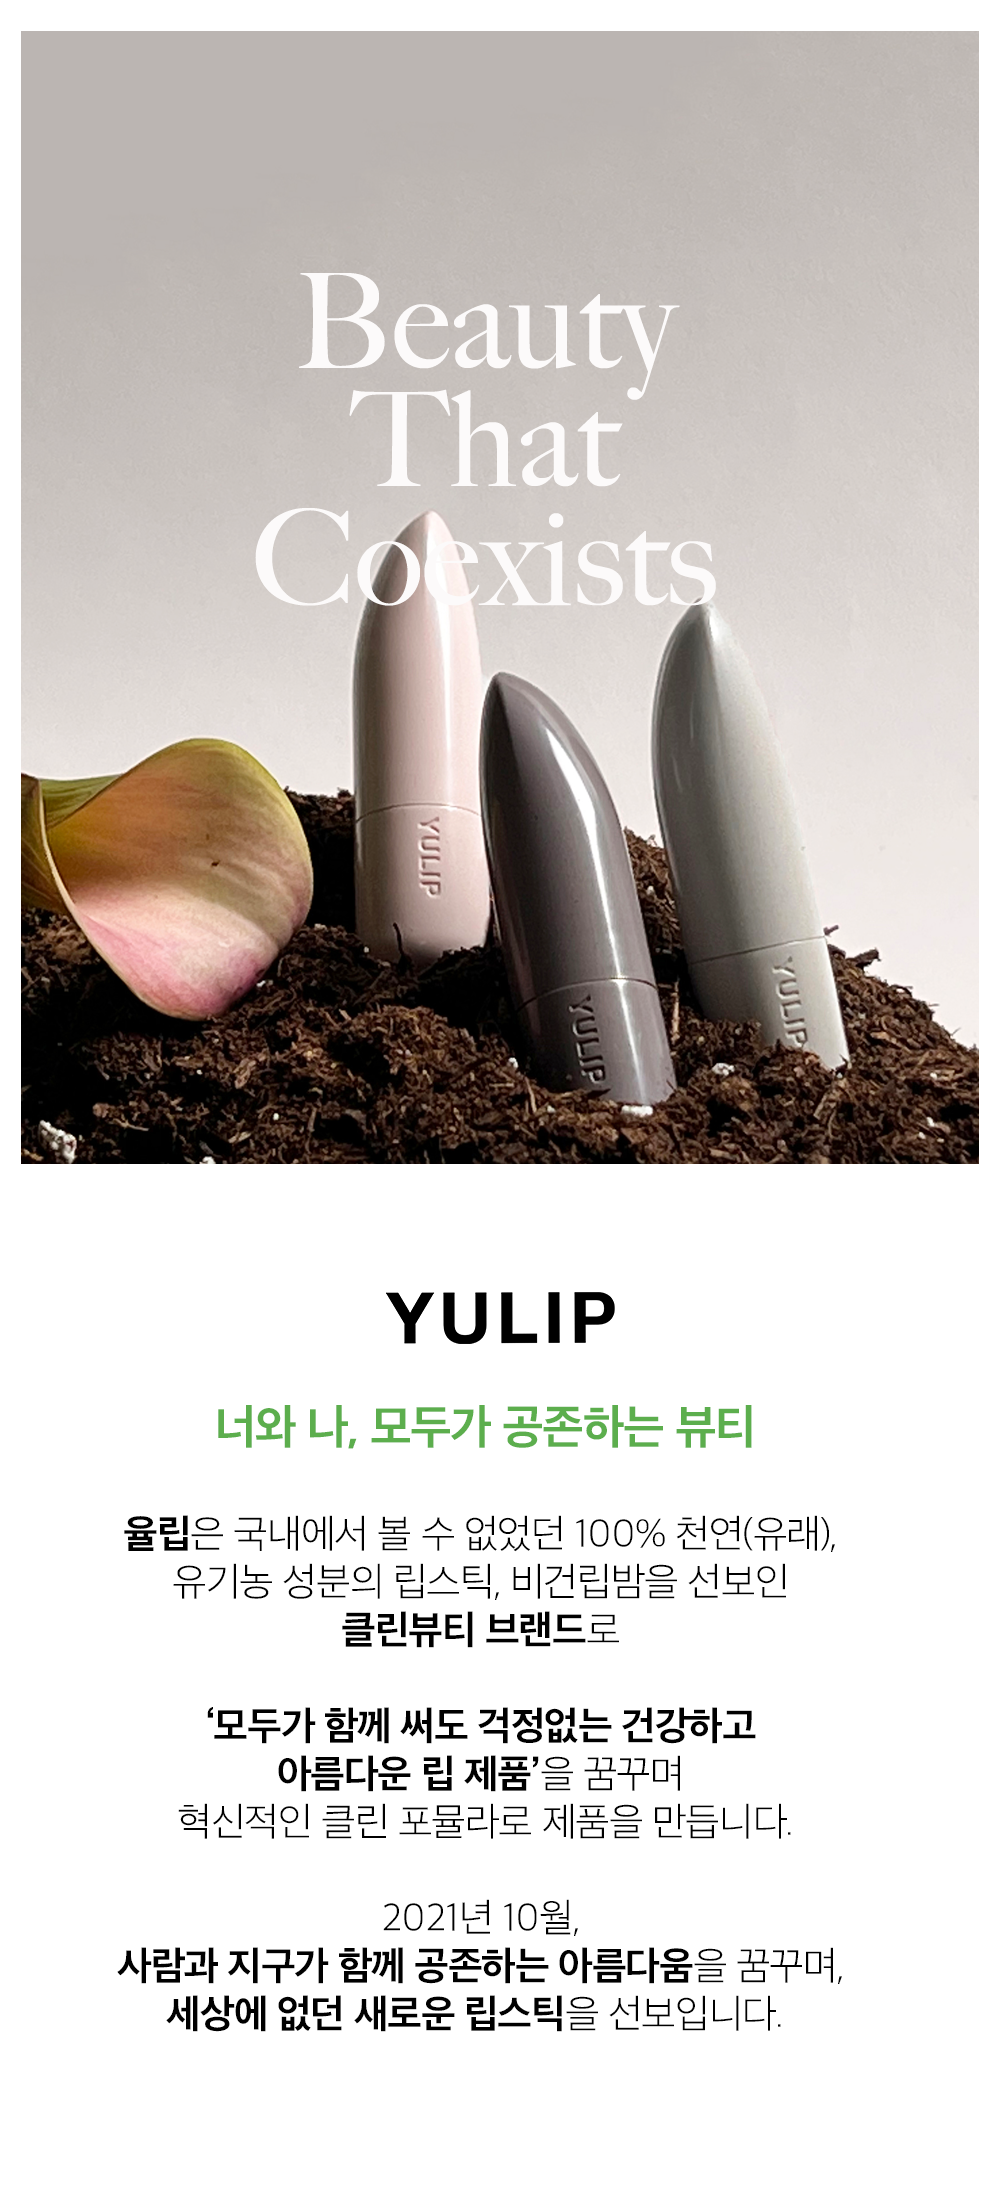 Beauty
That
Coexists
YULIP
YULIP
YULIP
YULIP
너와 나, 모두가 공존하는 뷰티
율립은 국내에서 볼 수 없었던 100% 천연(유래),
유기농 성분의 립스틱, 비건립밤을 선보인
클린뷰티 브랜드로
‘모두가 함께 써도 걱정없는 건강하고
아름다운 립 제품’을 꿈꾸며
혁신적인 클린 포뮬라로 제품을 만듭니다.
2021년 10월,
사람과 지구가 함께 공존하는 아름다움을 꿈꾸며,
세상에 없던 새로운 립스틱을 선보입니다.